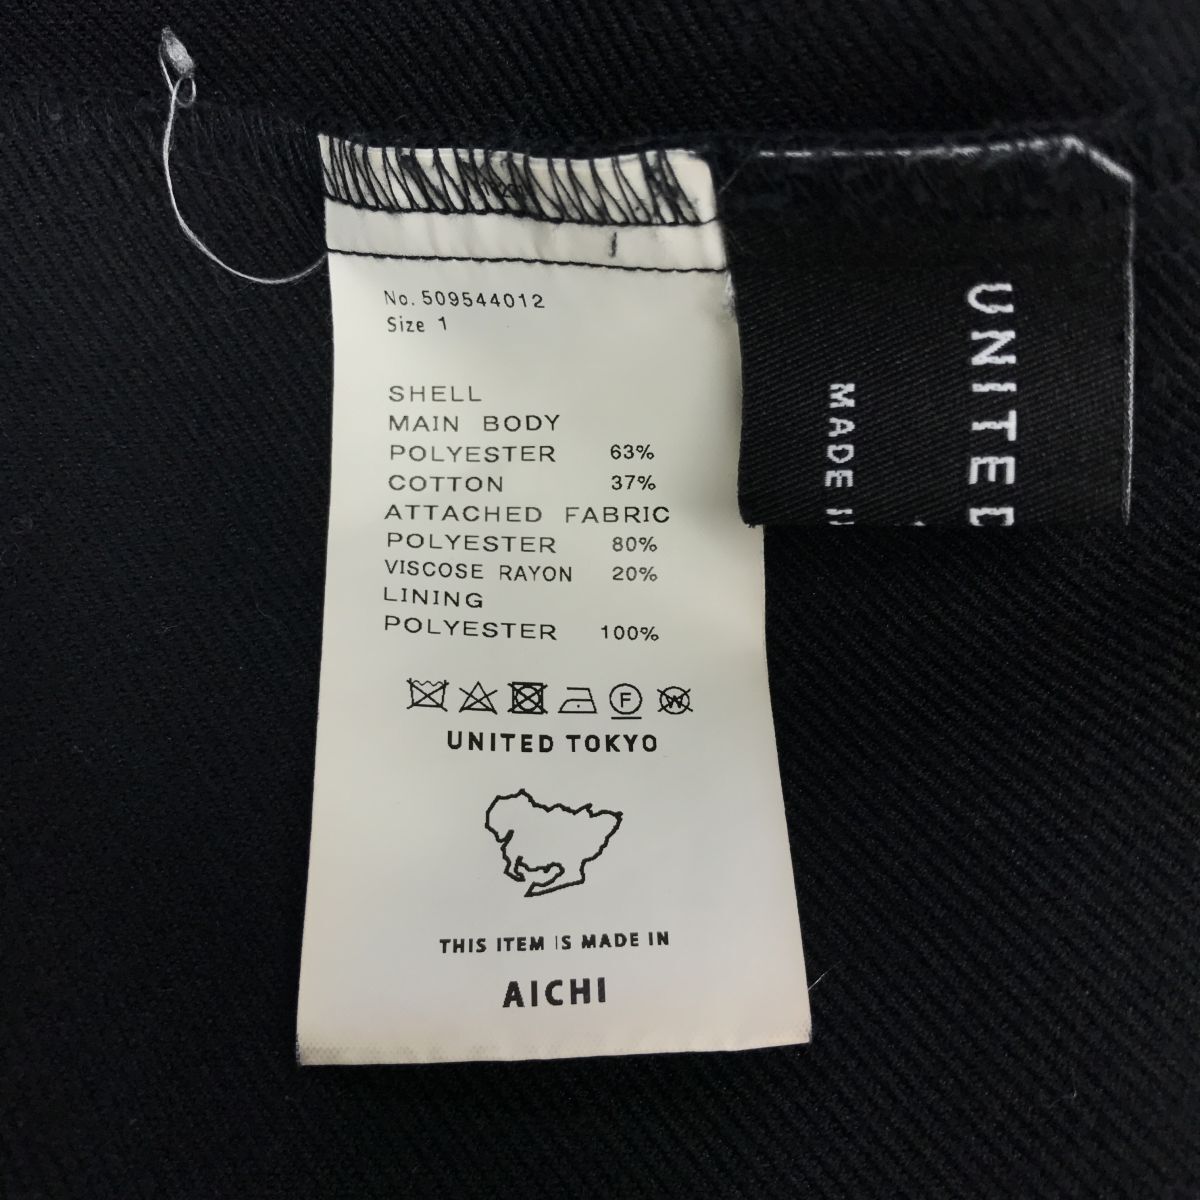 No. 509544012
Size 1
SHELL
MAIN BODY
POLYESTER 63%
COTTON 37%
ATTACHED FABRIC
POLYESTER 80%
VISCOSE RAYON 20%
LINING
POLYESTER 100%
F
W
UNITED TOKYO
THIS ITEM IS MADE IN
AICHI
UNITED
MADE